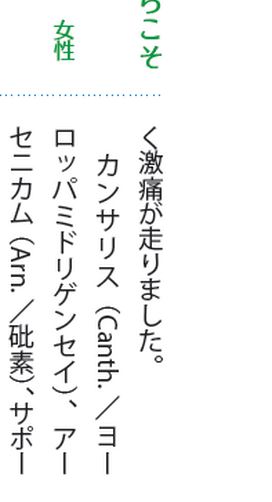 らこそ
女性
く激痛が走りました。
カンサリス（Canth.／ヨー
ロッパミドリゲンセイ）、アー
セニカム（Arn.／砒素）、サポー